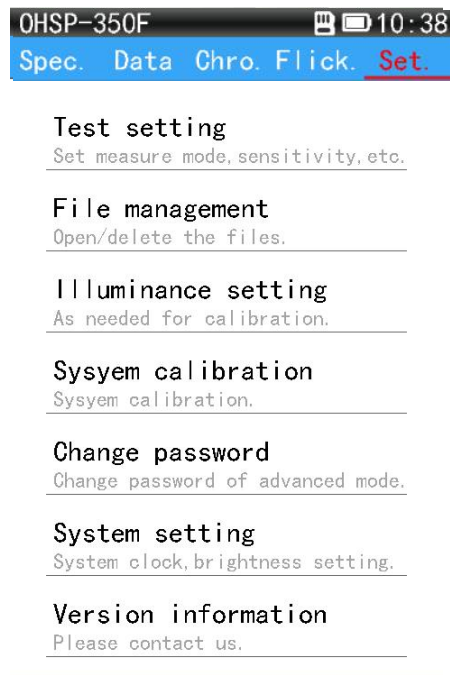 OHSP-350F 10:38
Spec. Data Chro. Flick. Set.
Test setting
Set measure mode,sensitivity,etc.
File management
Open/delete the files.
Illuminance setting
As needed for calibration.
Sysyem calibration
Sysyem calibration.
Change password
Change password of advanced mode.
System setting
System clock,brightness setting.
Version information
Please contact us.